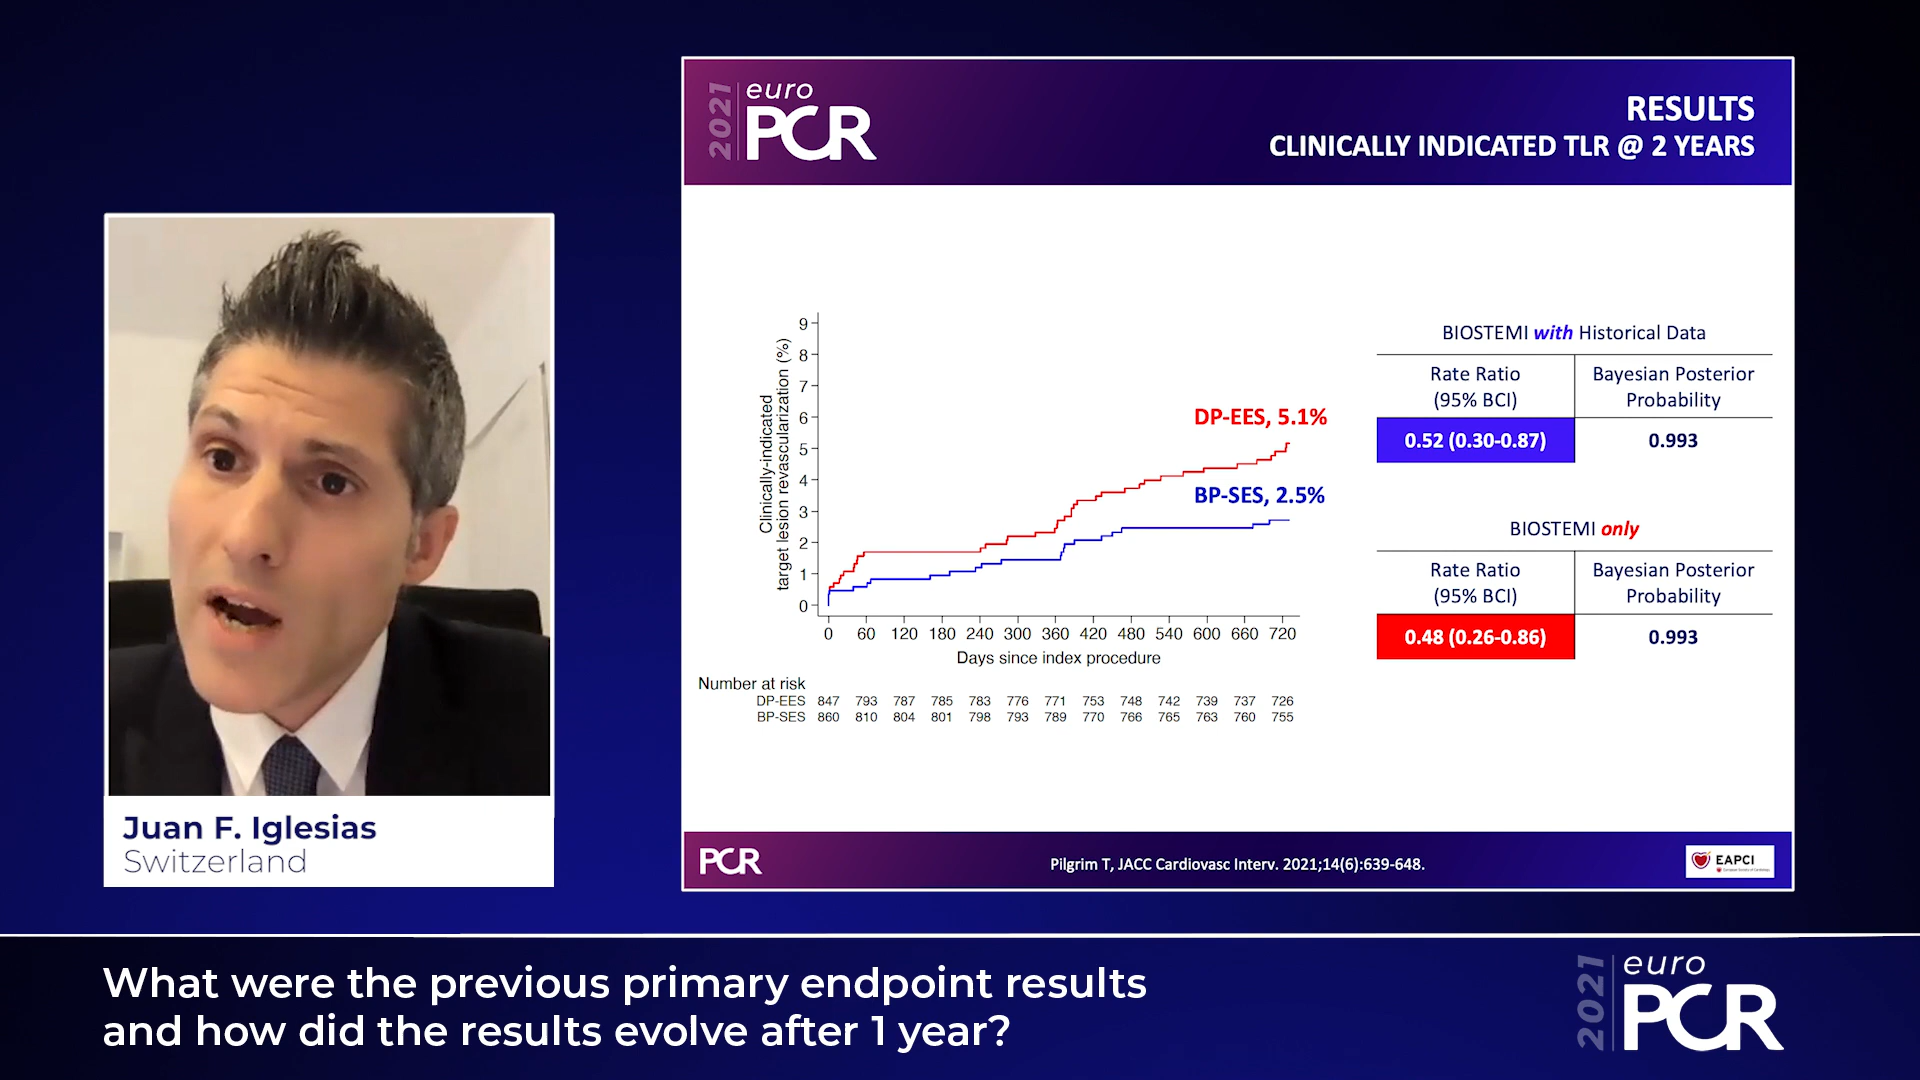 2021
euro
PCR
RESULTS
CLINICALLY INDICATED TLR @ 2 YEARS
Clinically-indicated
target lesion revascularization (%)
9
8
7
6
5
4
3
2
1
0
DP-EES, 5.1%
BP-SES, 2.5%
0 60 120 180 240 300 360 420 480 540 600 660 720
Days since index procedure
Number at risk
DP-EES 847 793 787 785 783 776 771 753 748 742 739 737 726
BP-SES 860 810 804 801 798 793 789 770 766 765 763 760 755
BIOSTEMI with Historical Data
Rate Ratio
(95% BCI)
Bayesian Posterior
Probability
0.52 (0.30-0.87)
0.993
BIOSTEMI only
Rate Ratio
(95% BCI)
Bayesian Posterior
Probability
0.48 (0.26-0.86)
0.993
PCR
Pilgrim T, JACC Cardiovasc Interv. 2021;14(6):639-648.
EAPCI
Juan F. Iglesias
Switzerland
What were the previous primary endpoint results
and how did the results evolve after 1 year?
2021
euro
PCR